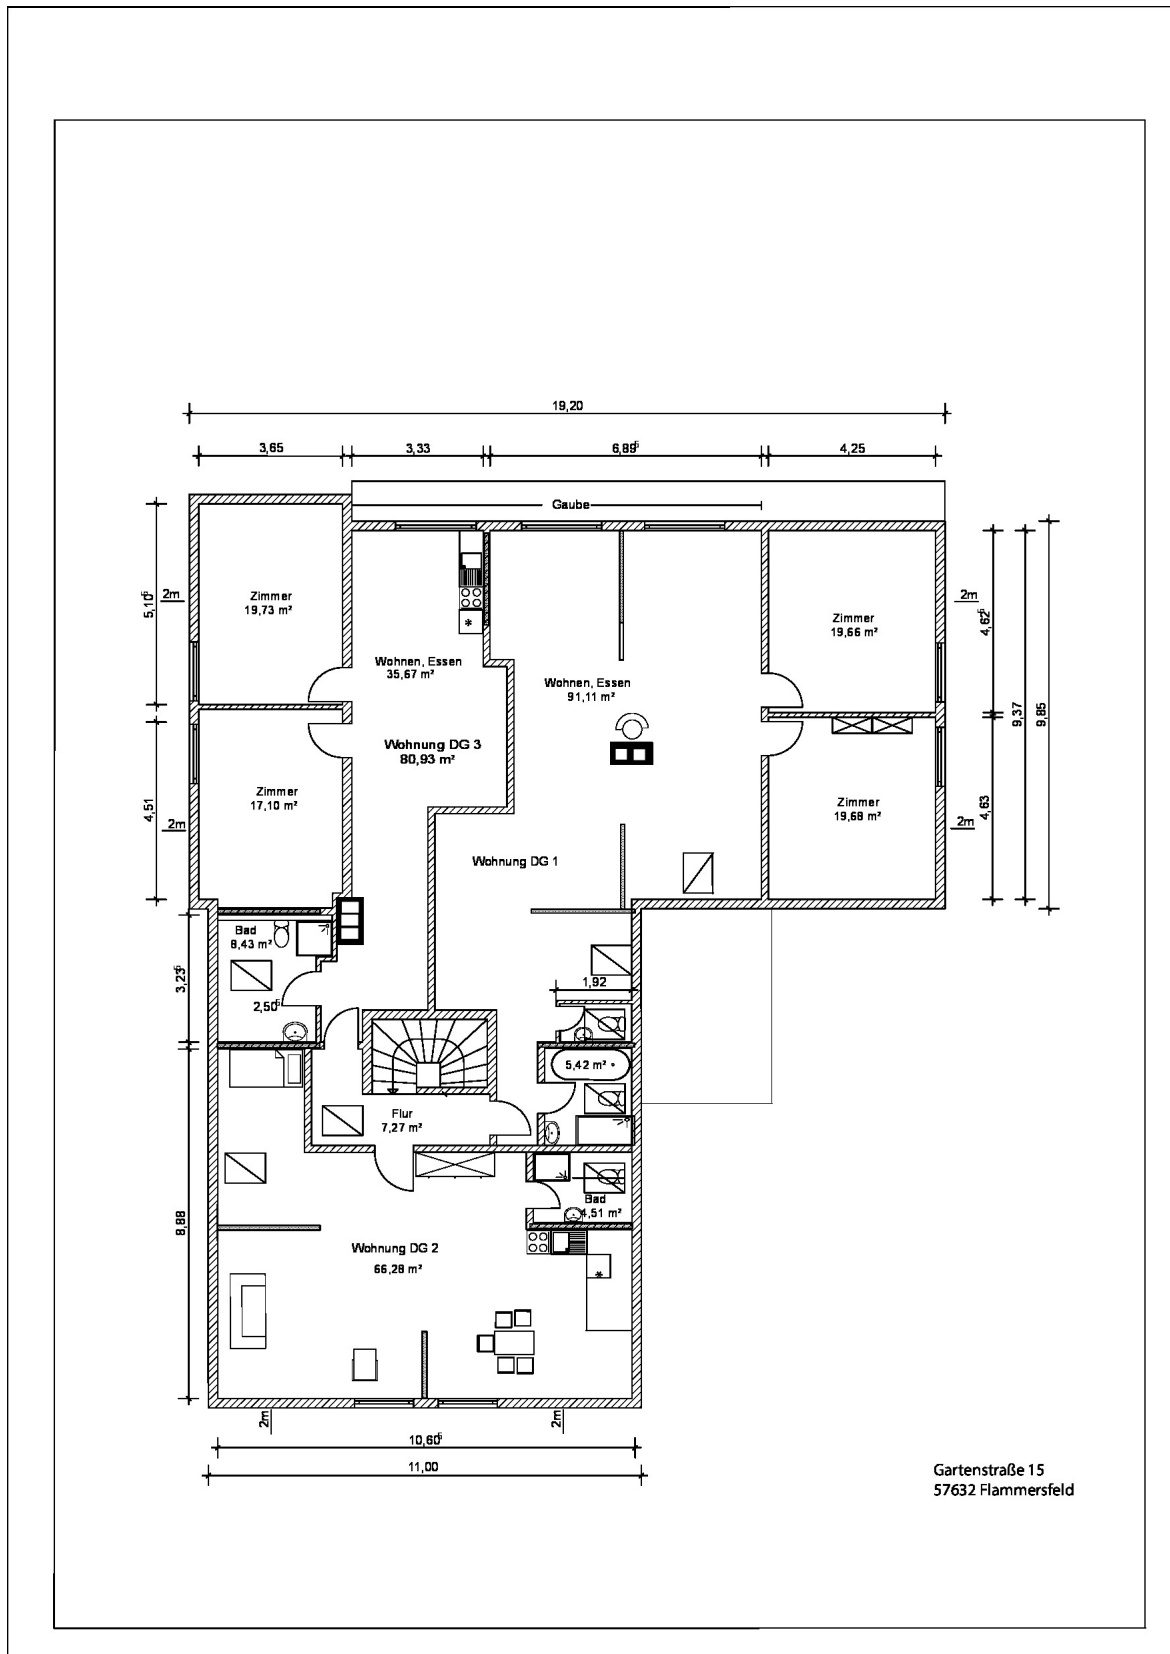 19,20
3,65
3,33
6,89⁵
4,25
Gaube
5,10⁵
2m
Zimmer
19,73 m²
Wohnen, Essen
35,67 m²
Wohnen, Essen
91,11 m²
Zimmer
19,66 m²
2m
4,62⁵
9,37
9,85
Wohnung DG 3
80,93 m²
4,51
2m
Zimmer
17,10 m²
Zimmer
19,68 m²
2m
4,63
Wohnung DG 1
Bad
8,43 m²
3,23⁵
2,50⁵
1,92
5,42 m²
Flur
7,27 m²
Bad
4,51 m²
8,88
Wohnung DG 2
66,28 m²
2m
2m
10,60⁵
11,00
Gartenstraße 15
57632 Flammersfeld